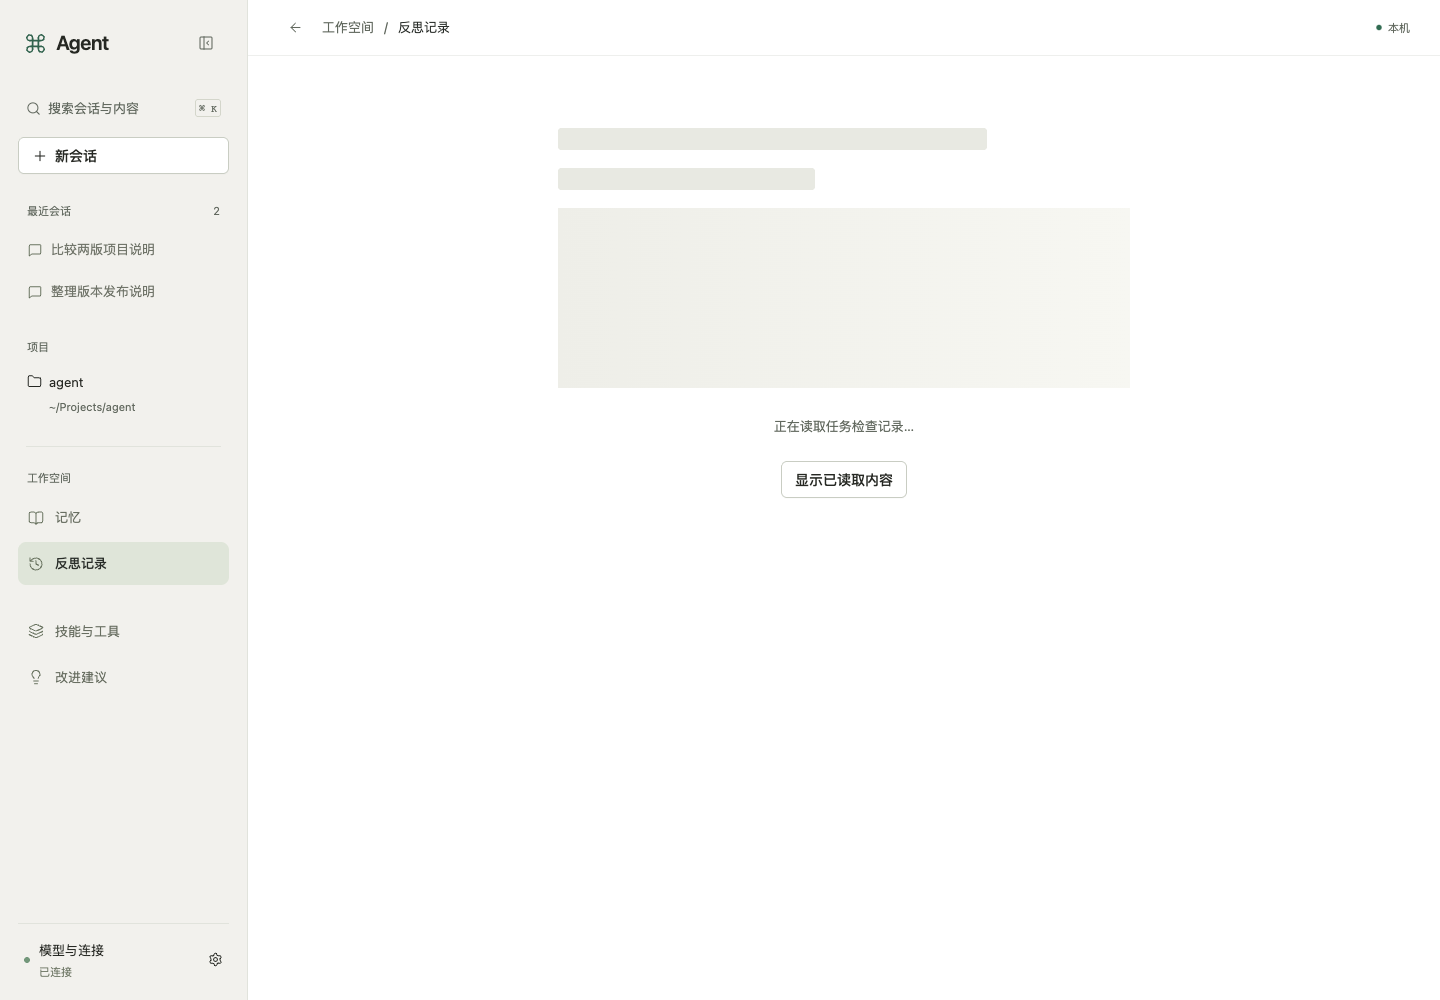 Agent
搜索会话与内容
⌘ K
新会话
最近会话 2
比较两版项目说明
整理版本发布说明
项目
agent
~/Projects/agent
工作空间
记忆
反思记录
技能与工具
改进建议
模型与连接
已连接
工作空间 / 反思记录
本机
正在读取任务检查记录...
显示已读取内容